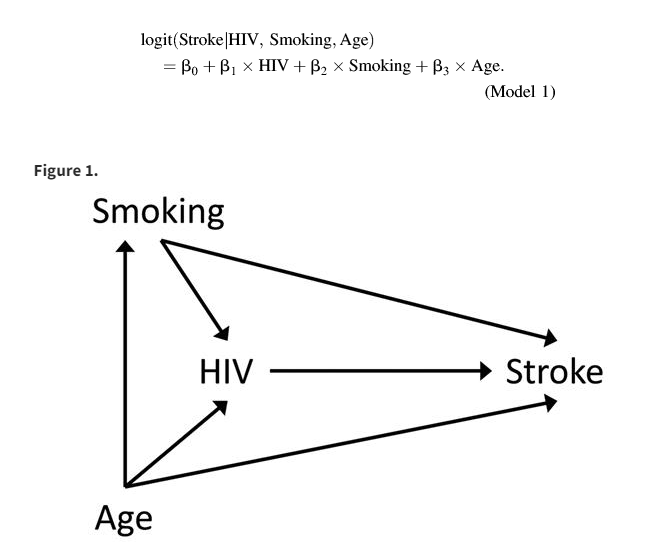 logit(Stroke|HIV, Smoking, Age)
= β₀ + β₁ × HIV + β₂ × Smoking + β₃ × Age.
(Model 1)
Figure 1.
Smoking
HIV
Stroke
Age